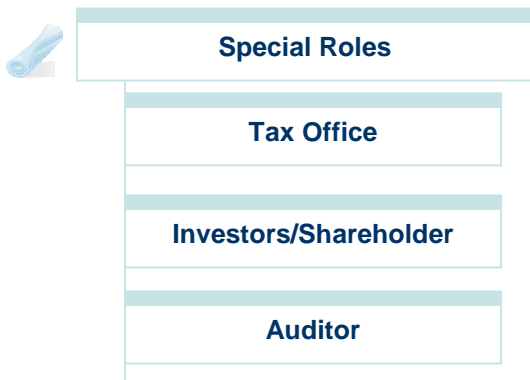 Special Roles
Tax Office
Investors/Shareholder
Auditor